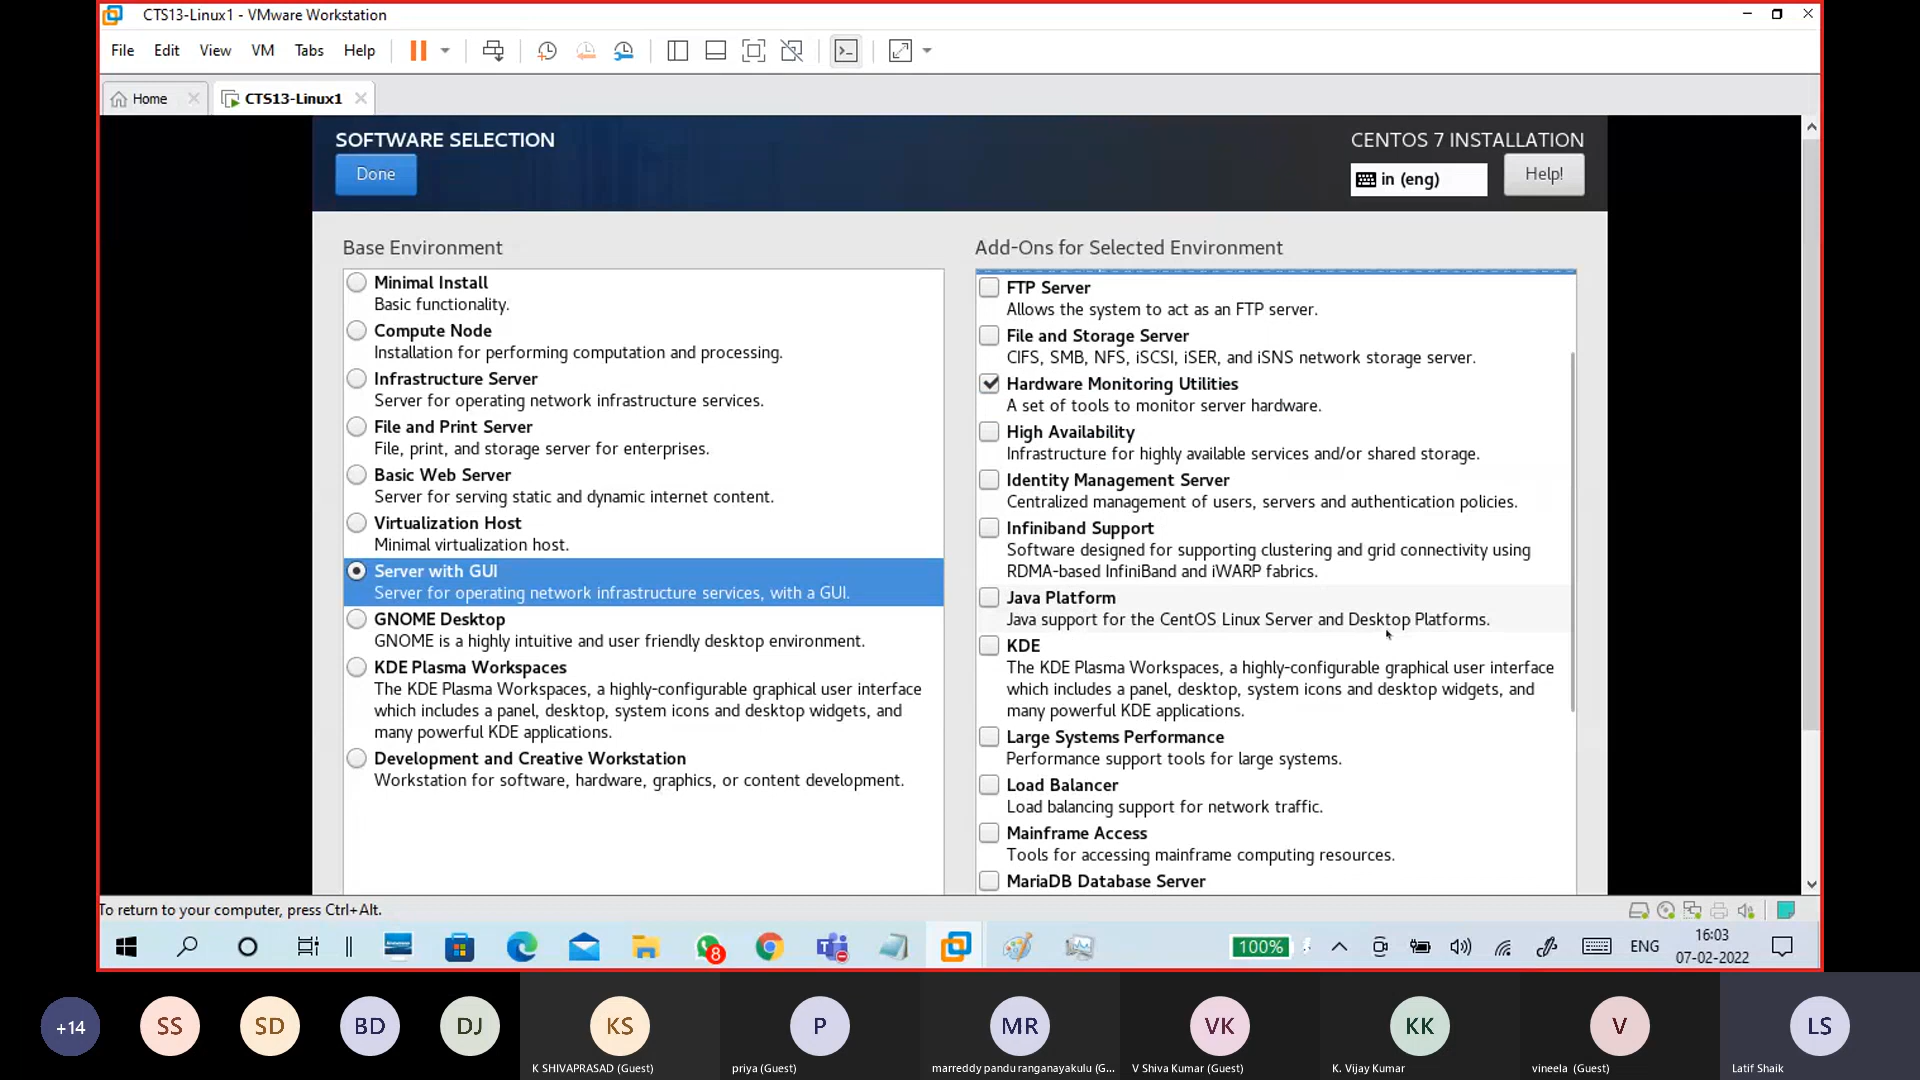 CTS13-Linux1 - VMware Workstation
File Edit View VM Tabs Help
Home
CTS13-Linux1
SOFTWARE SELECTION
CENTOS 7 INSTALLATION
Done
in (eng)
Help!
Base Environment
Minimal Install
Basic functionality.
Compute Node
Installation for performing computation and processing.
Infrastructure Server
Server for operating network infrastructure services.
File and Print Server
File, print, and storage server for enterprises.
Basic Web Server
Server for serving static and dynamic internet content.
Virtualization Host
Minimal virtualization host.
Server with GUI
Server for operating network infrastructure services, with a GUI.
GNOME Desktop
GNOME is a highly intuitive and user friendly desktop environment.
KDE Plasma Workspaces
The KDE Plasma Workspaces, a highly-configurable graphical user interface
which includes a panel, desktop, system icons and desktop widgets, and
many powerful KDE applications.
Development and Creative Workstation
Workstation for software, hardware, graphics, or content development.
Add-Ons for Selected Environment
FTP Server
Allows the system to act as an FTP server.
File and Storage Server
CIFS, SMB, NFS, iSCSI, iSER, and iSNS network storage server.
Hardware Monitoring Utilities
A set of tools to monitor server hardware.
High Availability
Infrastructure for highly available services and/or shared storage.
Identity Management Server
Centralized management of users, servers and authentication policies.
Infiniband Support
Software designed for supporting clustering and grid connectivity using
RDMA-based InfiniBand and iWARP fabrics.
Java Platform
Java support for the CentOS Linux Server and Desktop Platforms.
KDE
The KDE Plasma Workspaces, a highly-configurable graphical user interface
which includes a panel, desktop, system icons and desktop widgets, and
many powerful KDE applications.
Large Systems Performance
Performance support tools for large systems.
Load Balancer
Load balancing support for network traffic.
Mainframe Access
Tools for accessing mainframe computing resources.
MariaDB Database Server
To return to your computer, press Ctrl+Alt.
8
100%
ENG
16:03
07-02-2022
+14
SS
SD
BD
DJ
KS
P
MR
VK
KK
V
LS
K SHIVAPRASAD (Guest)
priya (Guest)
marreddy pandu ranganayakulu (G...
V Shiva Kumar (Guest)
K. Vijay Kumar
vineela (Guest)
Latif Shaik